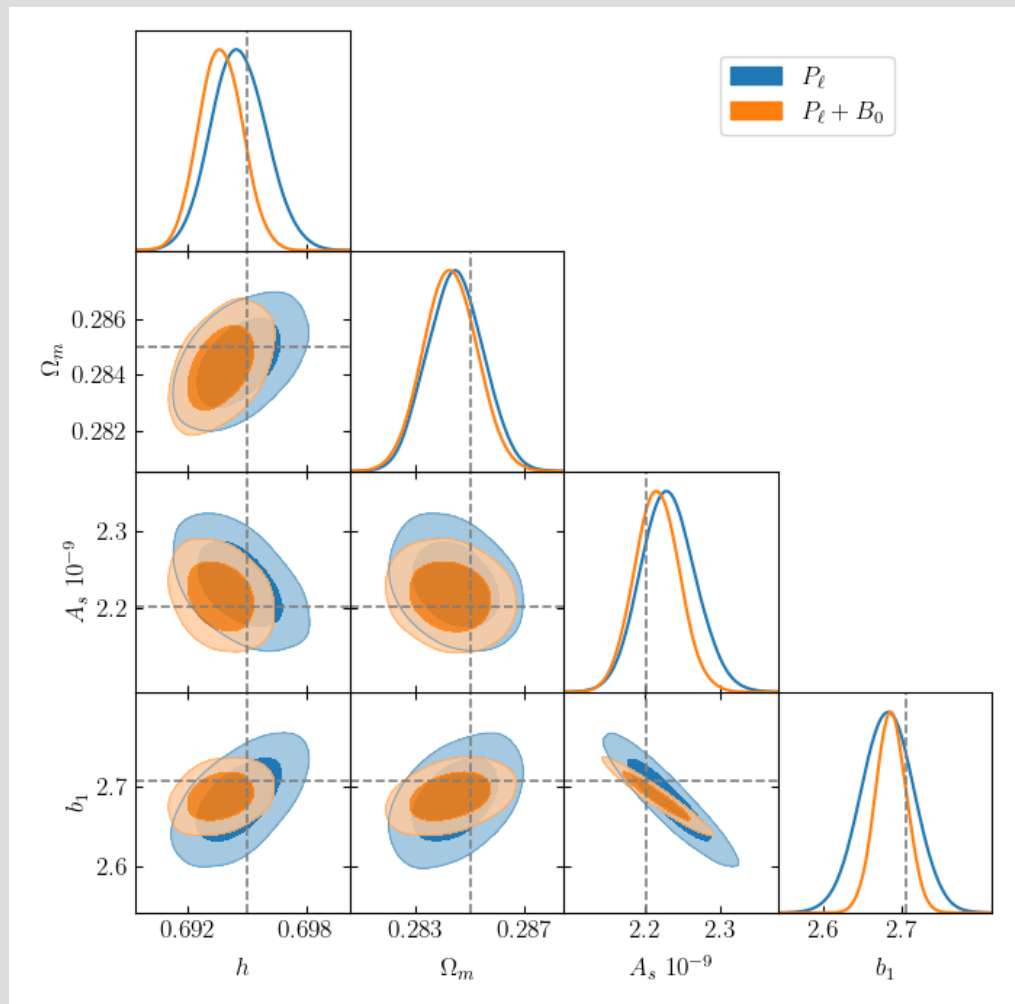 P_ℓ
P_ℓ + B_0
Ω_m
0.286
0.284
0.282
A_s 10^{-9}
2.3
2.2
b_1
2.7
2.6
0.692 0.698 0.283 0.287 2.2 2.3 2.6 2.7
h Ω_m A_s 10^{-9} b_1